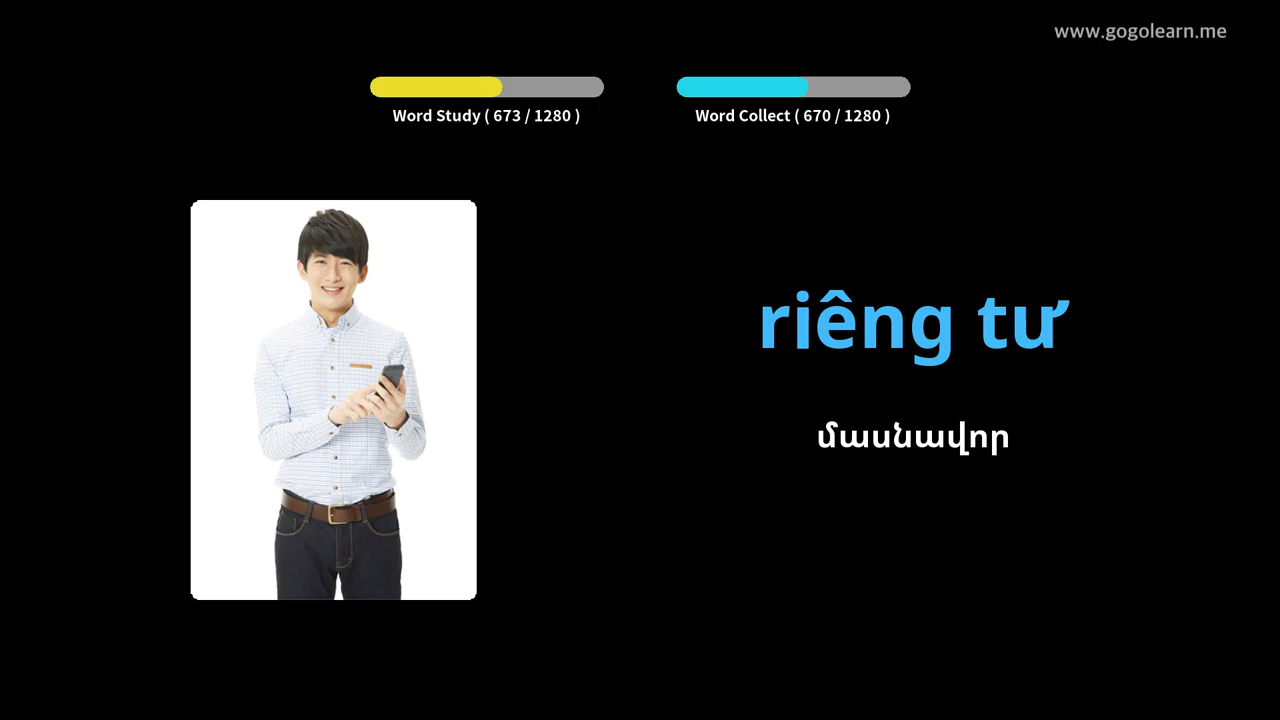 www.gogolearn.me
Word Study ( 673 / 1280 )
Word Collect ( 670 / 1280 )
riêng tư
մասնավոր